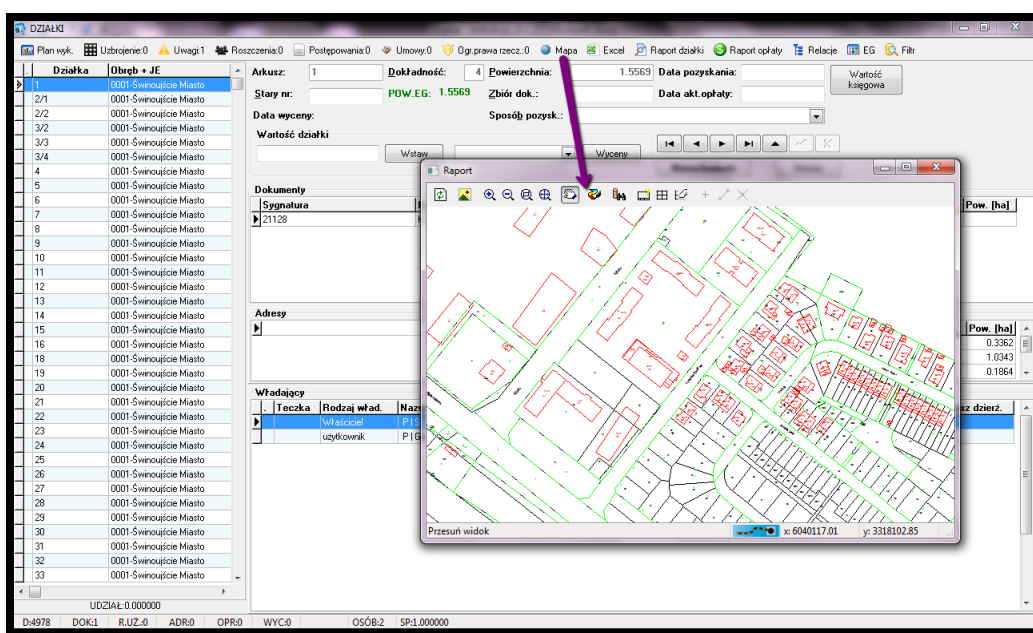 DZIAŁKI
Plan wyk. Uzbrojenie:0 Uwagi:1 Roszczenia:0 Postępowania:0 Umowy:0 Ogr.prawa rzecz.:0 Mapa Excel Raport działki Raport opłaty Relacje EG Filtr
. Działka Obręb + JE
1 0001-Świnoujście Miasto
2/1 0001-Świnoujście Miasto
2/2 0001-Świnoujście Miasto
3/2 0001-Świnoujście Miasto
3/3 0001-Świnoujście Miasto
3/4 0001-Świnoujście Miasto
4 0001-Świnoujście Miasto
5 0001-Świnoujście Miasto
6 0001-Świnoujście Miasto
7 0001-Świnoujście Miasto
8 0001-Świnoujście Miasto
9 0001-Świnoujście Miasto
10 0001-Świnoujście Miasto
11 0001-Świnoujście Miasto
12 0001-Świnoujście Miasto
13 0001-Świnoujście Miasto
14 0001-Świnoujście Miasto
15 0001-Świnoujście Miasto
16 0001-Świnoujście Miasto
18 0001-Świnoujście Miasto
19 0001-Świnoujście Miasto
20 0001-Świnoujście Miasto
21 0001-Świnoujście Miasto
22 0001-Świnoujście Miasto
23 0001-Świnoujście Miasto
24 0001-Świnoujście Miasto
25 0001-Świnoujście Miasto
26 0001-Świnoujście Miasto
27 0001-Świnoujście Miasto
28 0001-Świnoujście Miasto
29 0001-Świnoujście Miasto
30 0001-Świnoujście Miasto
31 0001-Świnoujście Miasto
32 0001-Świnoujście Miasto
33 0001-Świnoujście Miasto
UDZIAŁ:0.000000
Arkusz: 1 Dokładność: 4 Powierzchnia: 1.5569 Data pozyskania:
Wartość księgowa
Stary nr: POW.EG: 1.5569 Zbiór dok.: Data akt.opłaty:
Data wyceny: Sposób pozysk.:
Wartość działki
Wstaw Wyceny
Dokumenty
Sygnatura Pow. [ha]
21128
Adresy
Pow. [ha]
0.3362
1.0343
0.1864
Władający
. Teczka Rodzaj wład. sz dzierż.
Właściciel
użytkownik
Raport
Przesuń widok x: 6040117.01 y: 3318102.85
D:4978 DOK:1 R.UŻ.:0 ADR:0 OPR:0 WYC:0 OSÓB:2 SP:1.000000